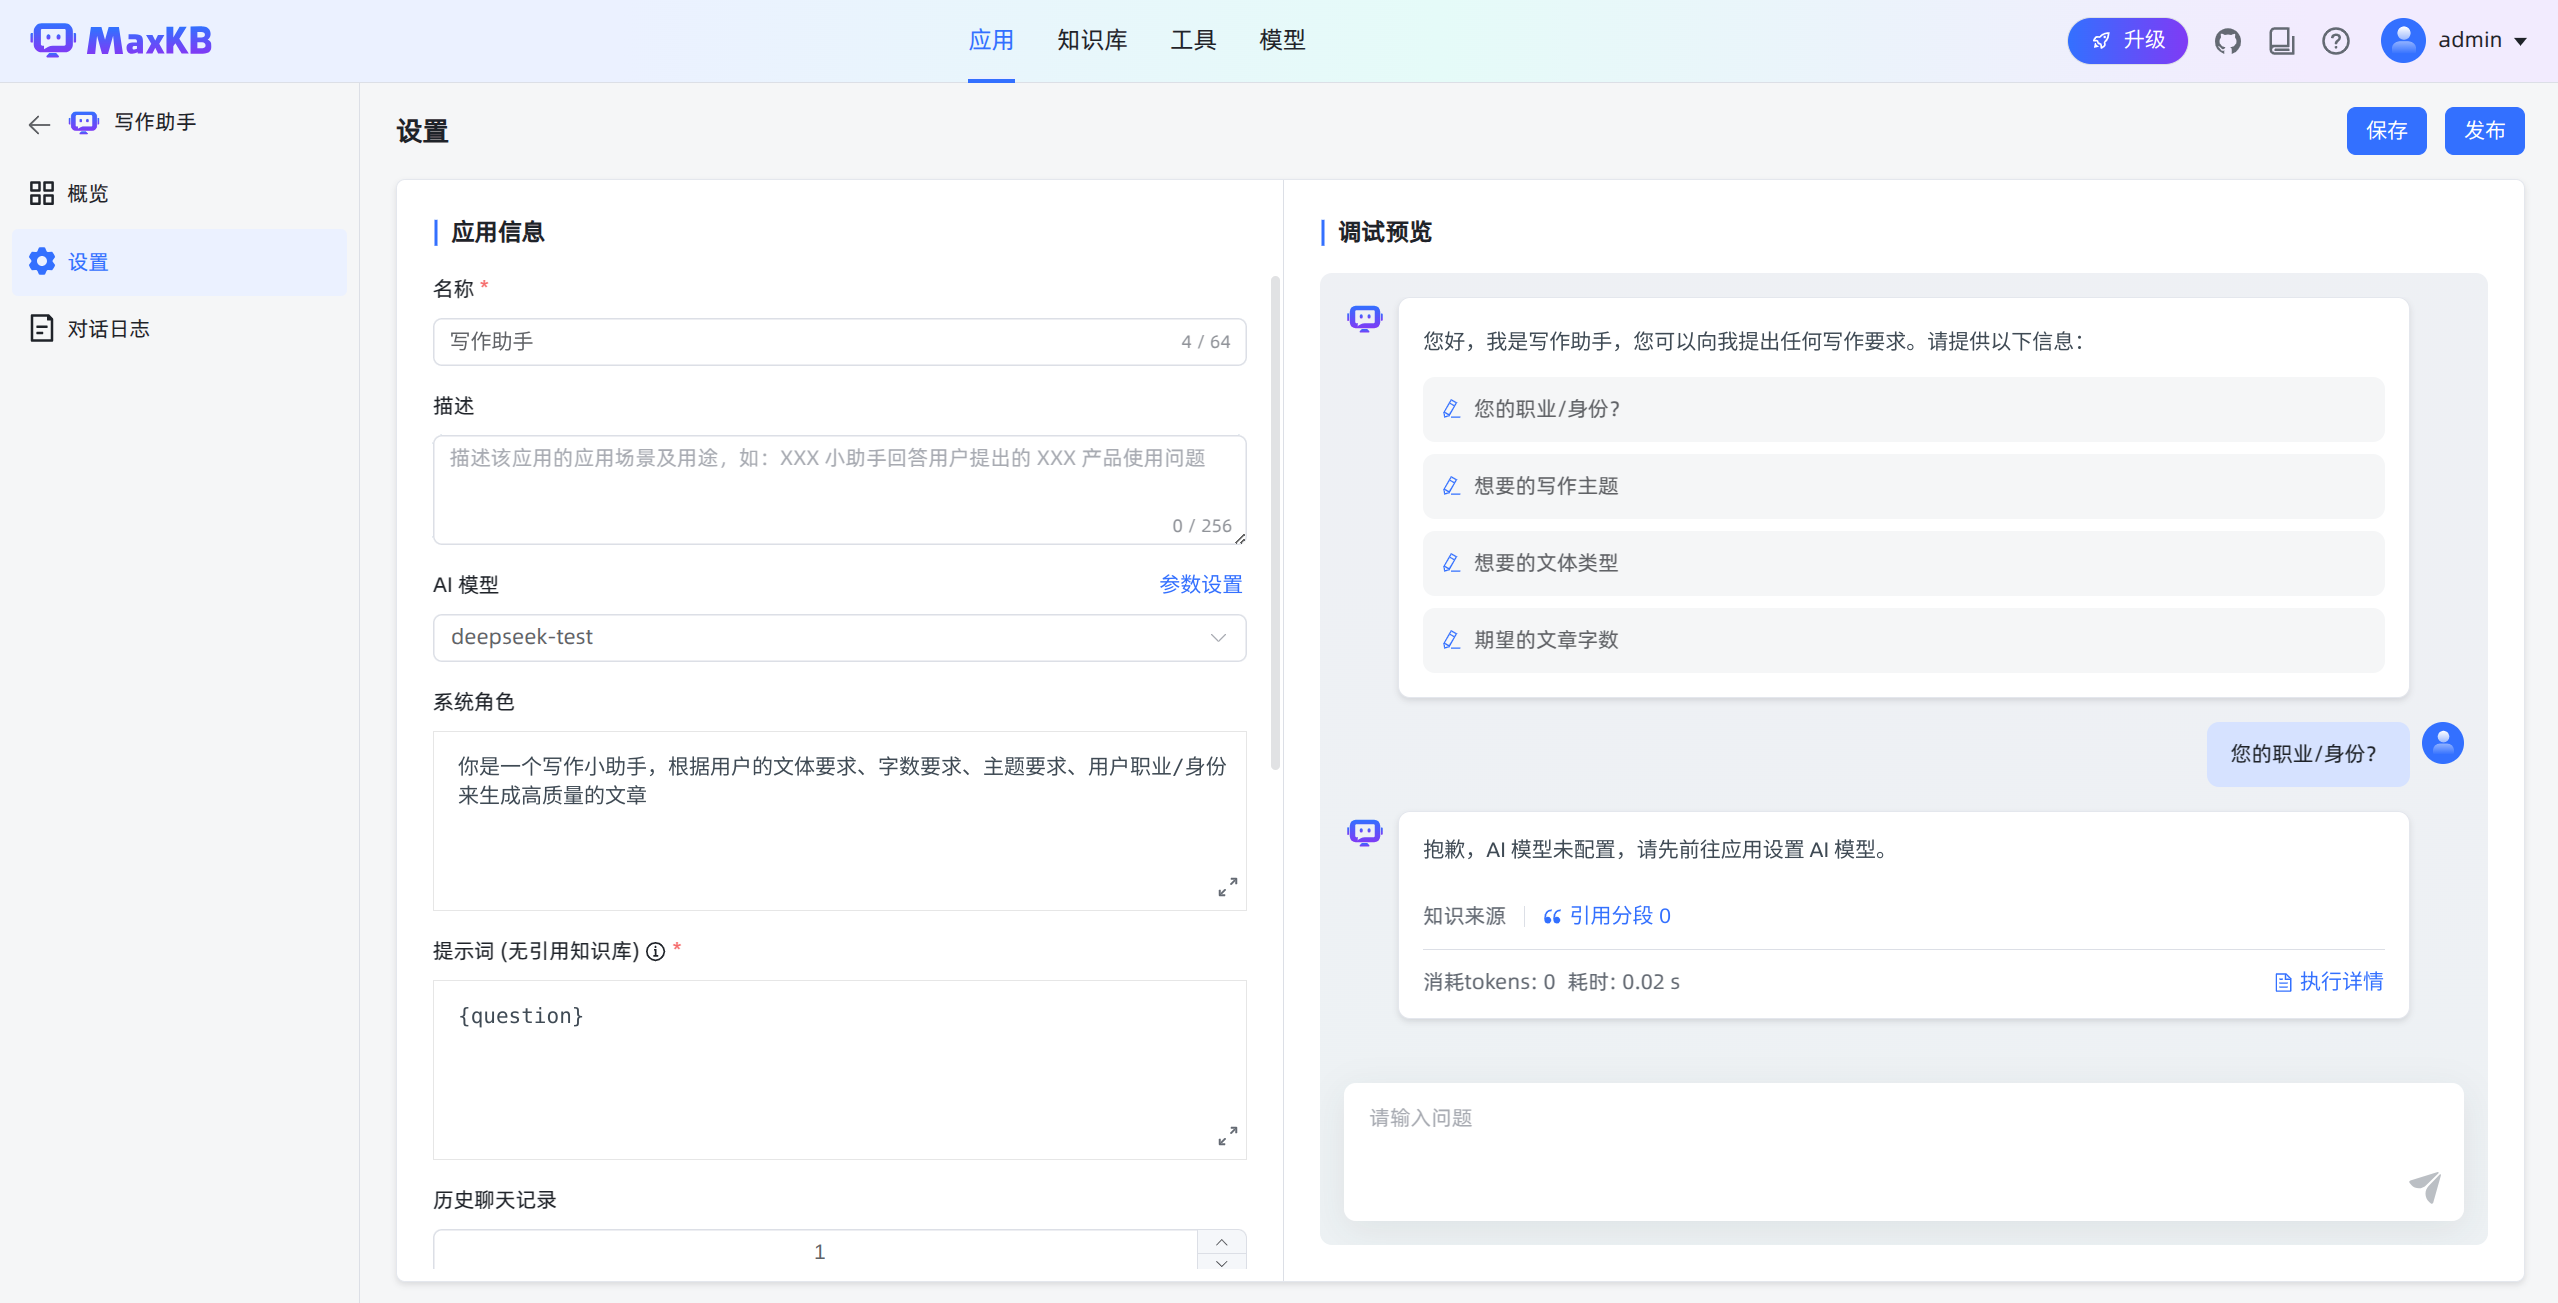 MaxKB
应用
知识库
工具
模型
升级
admin
写作助手
概览
设置
对话日志
设置
保存
发布
应用信息
名称 *
写作助手
4 / 64
描述
描述该应用的应用场景及用途，如：XXX 小助手回答用户提出的 XXX 产品使用问题
0 / 256
AI 模型
参数设置
deepseek-test
系统角色
你是一个写作小助手，根据用户的文体要求、字数要求、主题要求、用户职业/身份
来生成高质量的文章
提示词 (无引用知识库) *
{question}
历史聊天记录
1
调试预览
您好，我是写作助手，您可以向我提出任何写作要求。请提供以下信息：
您的职业/身份？
想要的写作主题
想要的文体类型
期望的文章字数
您的职业/身份？
抱歉，AI 模型未配置，请先前往应用设置 AI 模型。
知识来源
引用分段 0
消耗tokens: 0 耗时: 0.02 s
执行详情
请输入问题